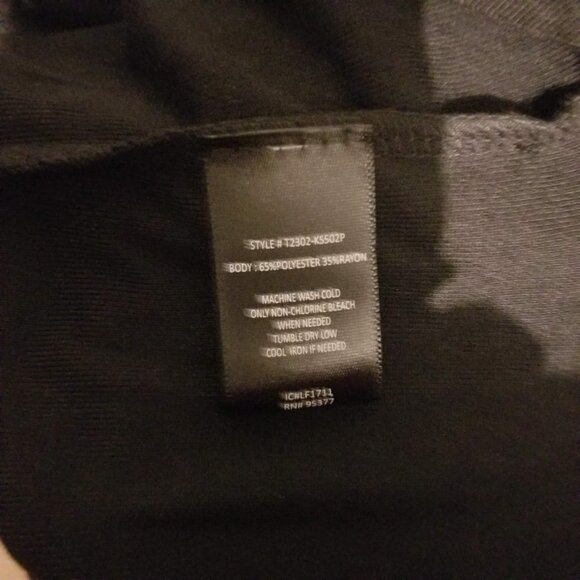 STYLE # T2302-K5502P
BODY : 65%POLYESTER 35%RAYON
MACHINE WASH COLD
ONLY NON-CHLORINE BLEACH
WHEN NEEDED
TUMBLE DRY LOW
COOL IRON IF NEEDED
IC#LF1711
RN# 95377